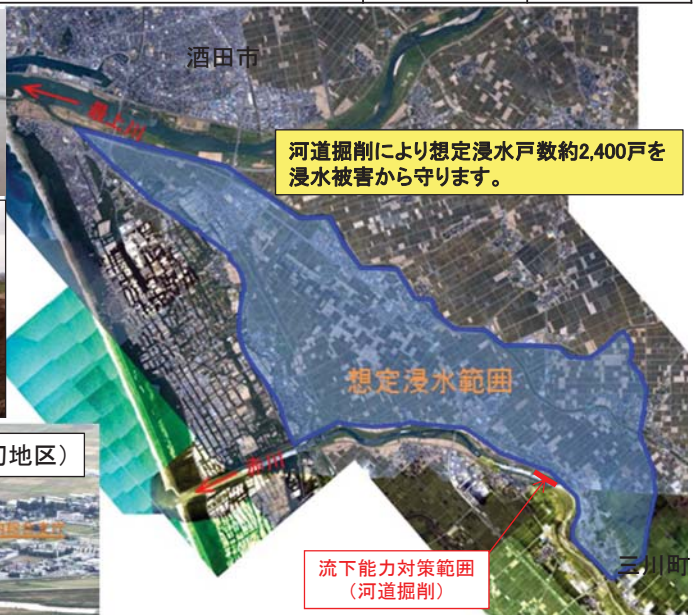 酒田市
最上川
河道掘削により想定浸水戸数約2,400戸を
浸水被害から守ります。
想定浸水範囲
地区）
赤川
流下能力対策範囲
（河道掘削）
三川町